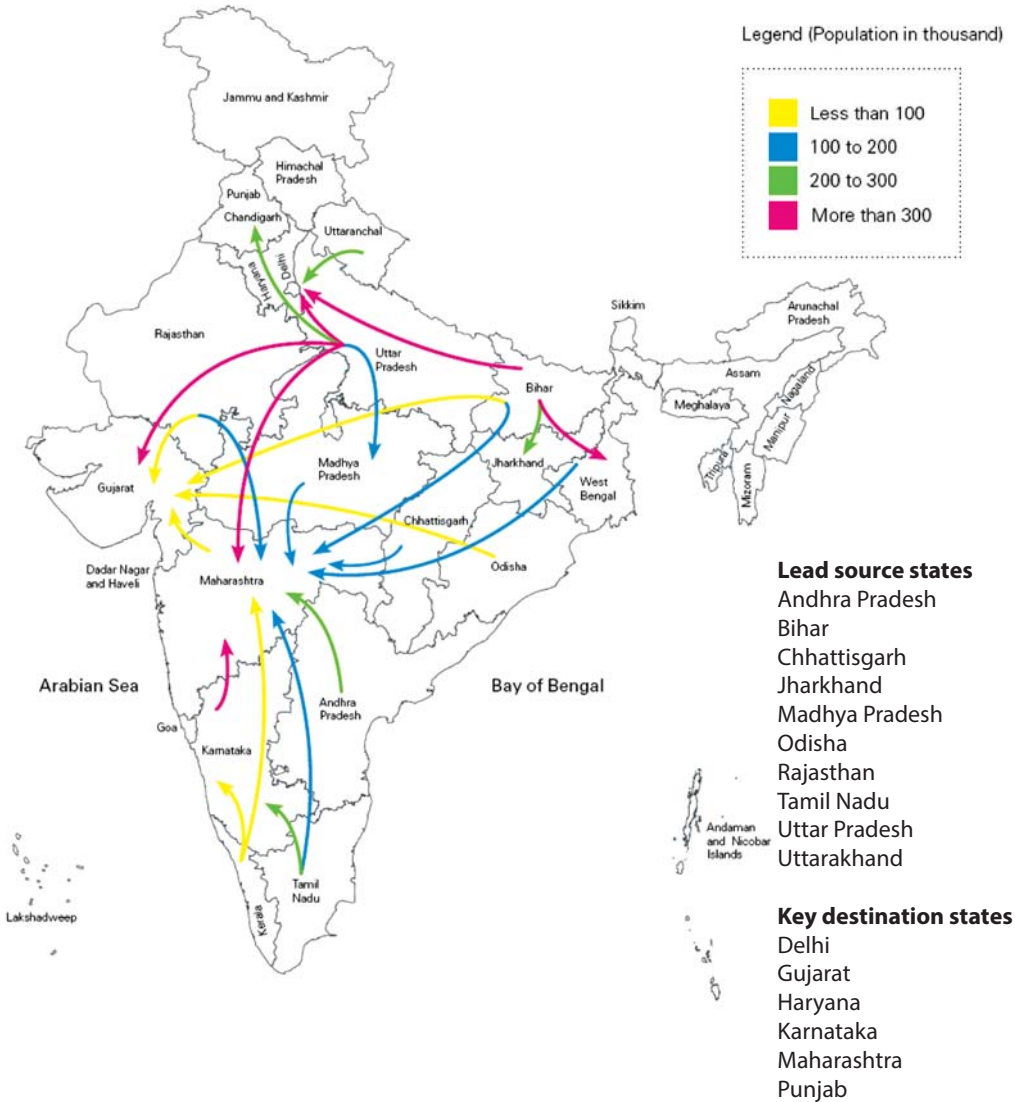 Legend (Population in thousand)
Less than 100
100 to 200
200 to 300
More than 300
Jammu and Kashmir
Himachal
Pradesh
Punjab
Chandigarh
Uttaranchal
Haryana
Delhi
Rajasthan
Uttar
Pradesh
Sikkim
Arunachal
Pradesh
Assam
Nagaland
Meghalaya
Manipur
Tripura
Mizoram
Bihar
Jharkhand
West
Bengal
Madhya
Pradesh
Gujarat
Chhattisgarh
Odisha
Dadar Nagar
and Haveli
Maharashtra
Arabian Sea
Bay of Bengal
Andhra
Pradesh
Goa
Karnataka
Andaman
and Nicobar
Islands
Tamil
Nadu
Kerala
Lakshadweep
Lead source states
Andhra Pradesh
Bihar
Chhattisgarh
Jharkhand
Madhya Pradesh
Odisha
Rajasthan
Tamil Nadu
Uttar Pradesh
Uttarakhand
Key destination states
Delhi
Gujarat
Haryana
Karnataka
Maharashtra
Punjab